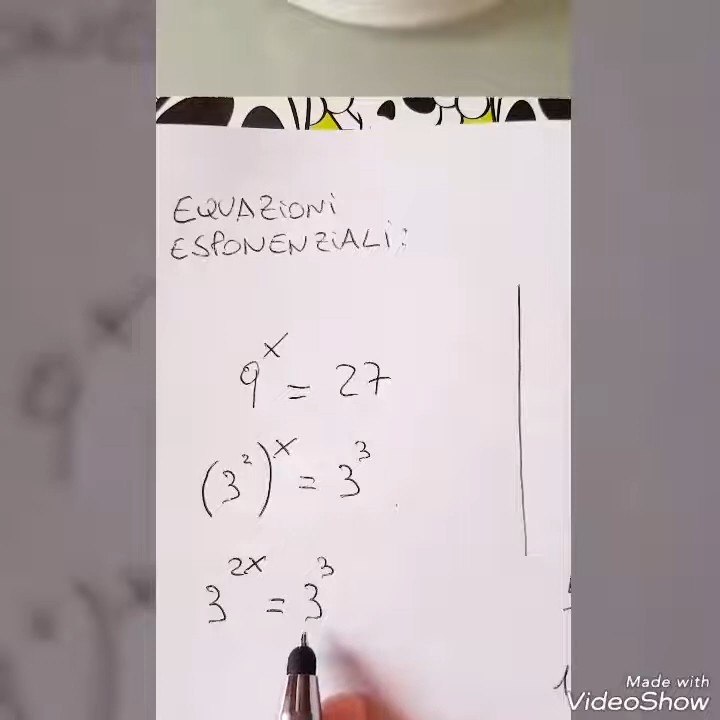 EQUAZIONI
ESPONENZIALI:
9^x = 27
(3^2)^x = 3^3
3^2x = 3^3
Made with
VideoShow